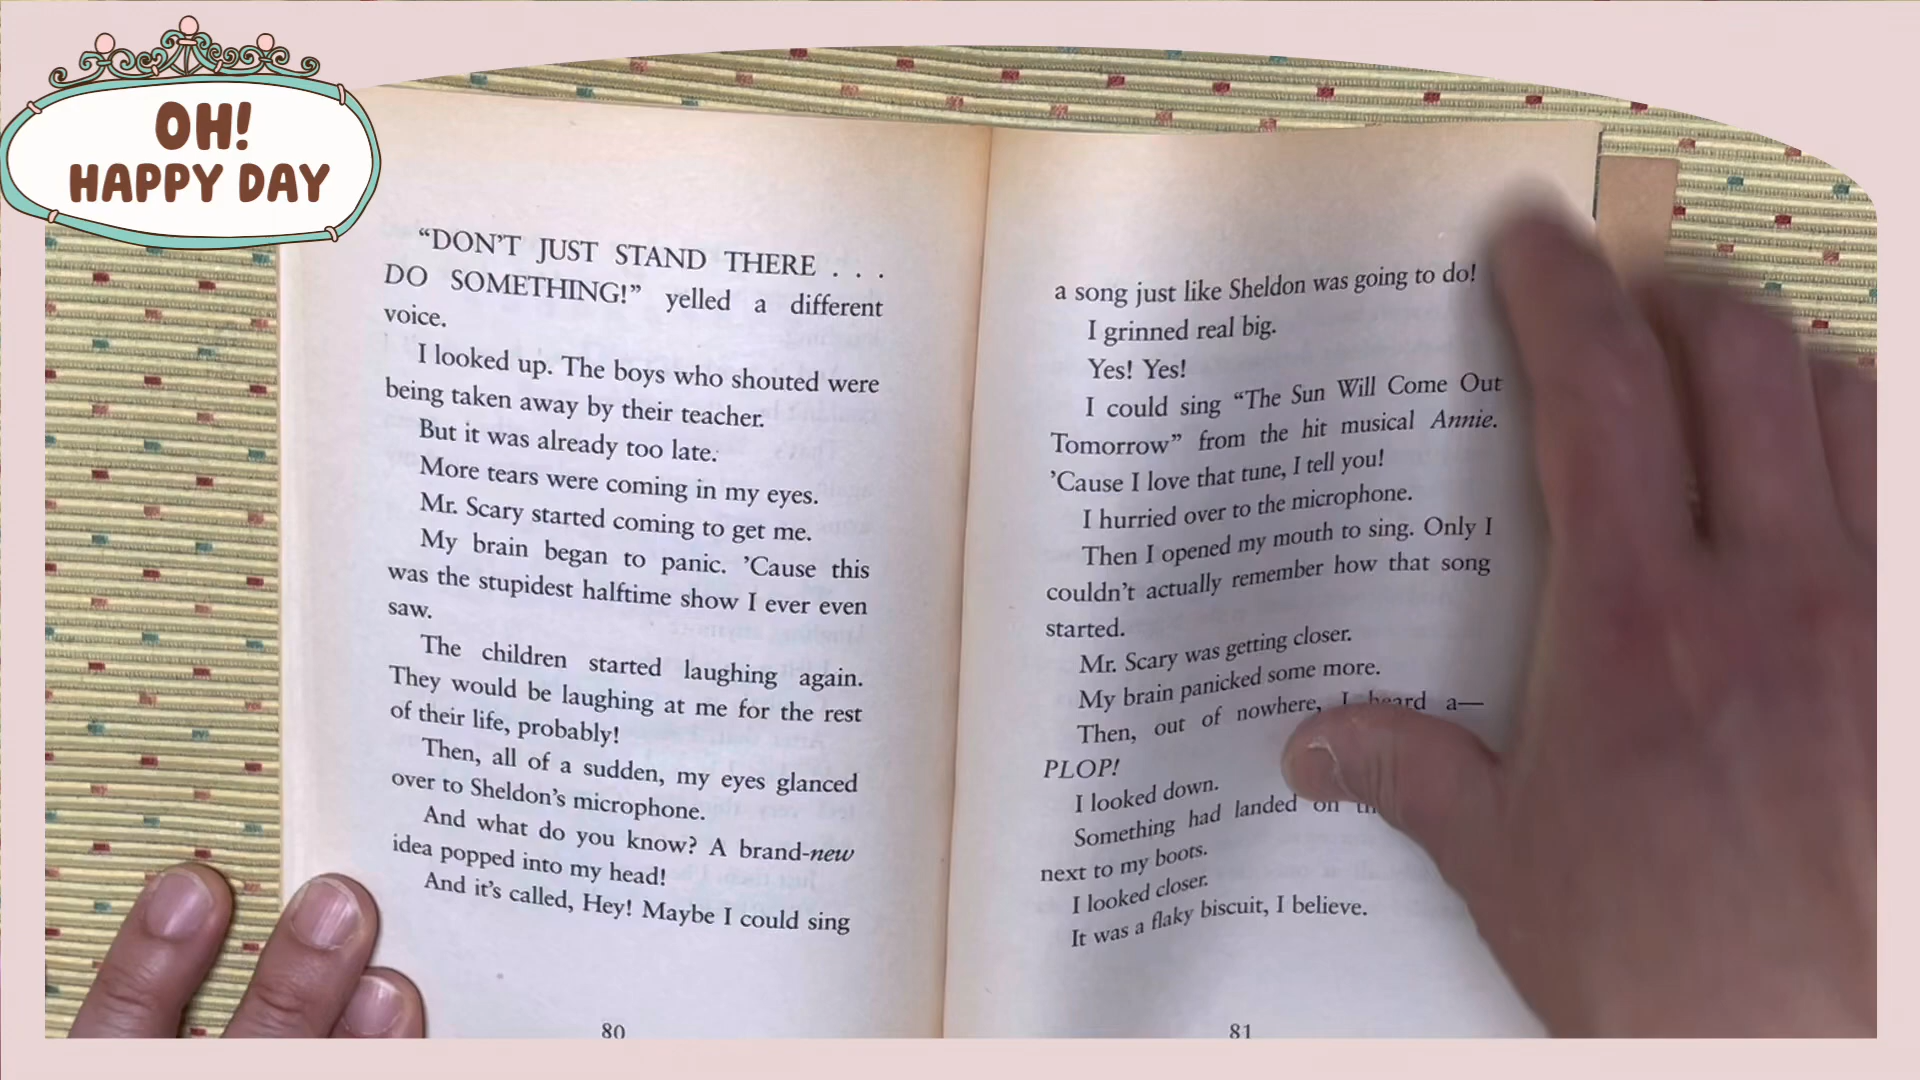 OH!
HAPPY DAY
“DON’T JUST STAND THERE . . .
DO SOMETHING!” yelled a different
voice.
I looked up. The boys who shouted were
being taken away by their teacher.
But it was already too late.
More tears were coming in my eyes.
Mr. Scary started coming to get me.
My brain began to panic. ’Cause this
was the stupidest halftime show I ever even
saw.
The children started laughing again.
They would be laughing at me for the rest
of their life, probably!
Then, all of a sudden, my eyes glanced
over to Sheldon’s microphone.
And what do you know? A brand-new
idea popped into my head!
And it’s called, Hey! Maybe I could sing
80
a song just like Sheldon was going to do!
I grinned real big.
Yes! Yes!
I could sing “The Sun Will Come Out
Tomorrow” from the hit musical Annie.
’Cause I love that tune, I tell you!
I hurried over to the microphone.
Then I opened my mouth to sing. Only I
couldn’t actually remember how that song
started.
Mr. Scary was getting closer.
My brain panicked some more.
Then, out of nowhere, I heard a—
PLOP!
I looked down.
Something had landed on
next to my boots.
I looked closer.
It was a flaky biscuit, I believe.
81